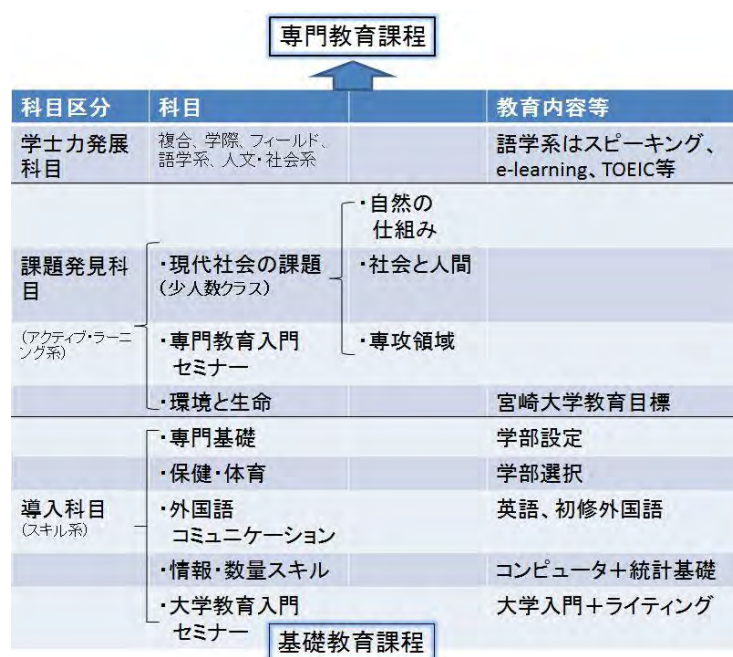 専門教育課程
科目区分 科目 教育内容等
学士力発展
科目
複合、学際、フィールド、
語学系、人文・社会系
語学系はスピーキング、
e-learning、TOEIC等
課題発見科
目
(アクティブ・ラーニ
ング系)
・現代社会の課題
(少人数クラス)
・自然の
仕組み
・社会と人間
・専攻領域
・専門教育入門
セミナー
・環境と生命 宮崎大学教育目標
導入科目
(スキル系)
・専門基礎 学部設定
・保健・体育 学部選択
・外国語
コミュニケーション
英語、初修外国語
・情報・数量スキル コンピュータ+統計基礎
・大学教育入門
セミナー
大学入門+ライティング
基礎教育課程